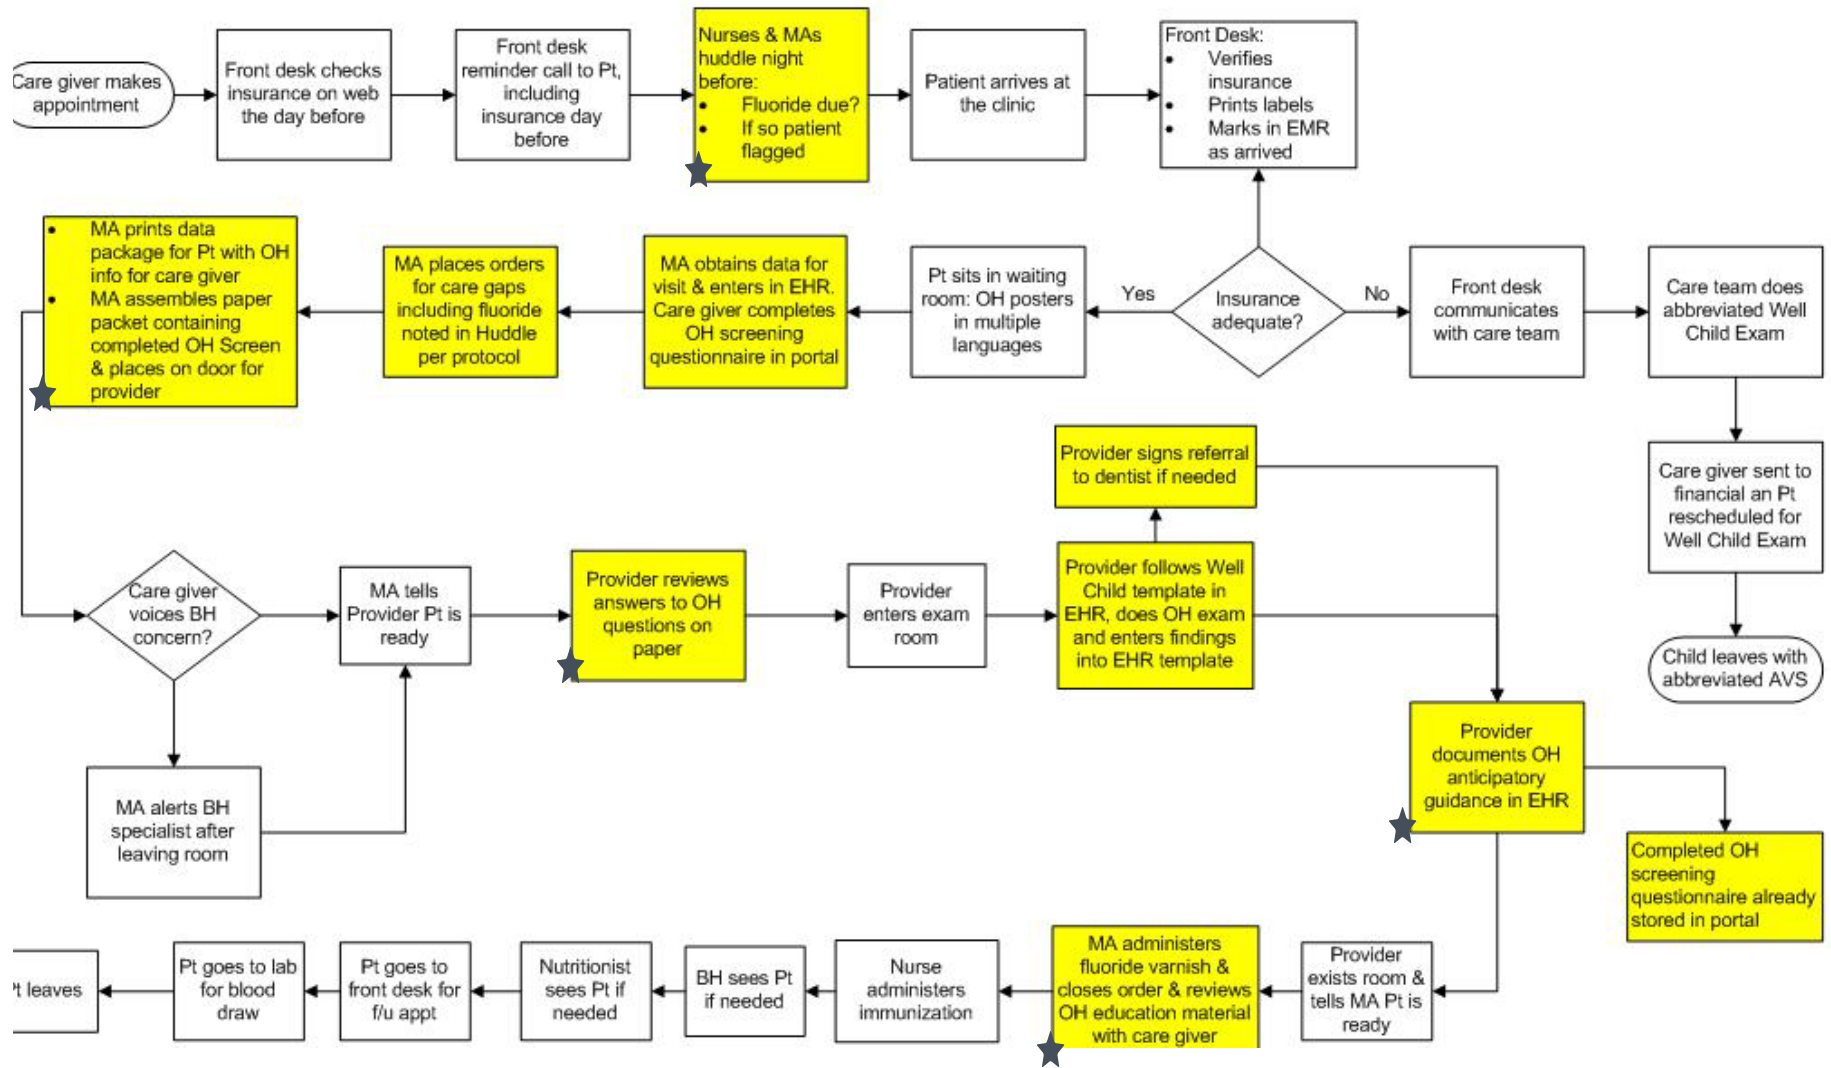 Care giver makes
appointment
Front desk checks
insurance on web
the day before
Front desk
reminder call to Pt,
including
insurance day
before
Nurses & MAs
huddle night
before:
• Fluoride due?
• If so patient
flagged
Patient arrives at
the clinic
Front Desk:
• Verifies
insurance
• Prints labels
• Marks in EMR
as arrived
• MA prints data
package for Pt with OH
info for care giver
• MA assembles paper
packet containing
completed OH Screen
& places on door for
provider
MA places orders
for care gaps
including fluoride
noted in Huddle
per protocol
MA obtains data for
visit & enters in EHR.
Care giver completes
OH screening
questionnaire in portal
Pt sits in waiting
room: OH posters
in multiple
languages
Yes
Insurance
adequate?
No
Front desk
communicates
with care team
Care team does
abbreviated Well
Child Exam
Care giver sent to
financial an Pt
rescheduled for
Well Child Exam
Child leaves with
abbreviated AVS
Provider signs referral
to dentist if needed
Care giver
voices BH
concern?
MA tells
Provider Pt is
ready
Provider reviews
answers to OH
questions on
paper
Provider
enters exam
room
Provider follows Well
Child template in
EHR, does OH exam
and enters findings
into EHR template
MA alerts BH
specialist after
leaving room
Provider
documents OH
anticipatory
guidance in EHR
Completed OH
screening
questionnaire already
stored in portal
Pt leaves
Pt goes to lab
for blood
draw
Pt goes to
front desk for
f/u appt
Nutritionist
sees Pt if
needed
BH sees Pt
if needed
Nurse
administers
immunization
MA administers
fluoride varnish &
closes order & reviews
OH education material
with care giver
Provider
exists room &
tells MA Pt is
ready